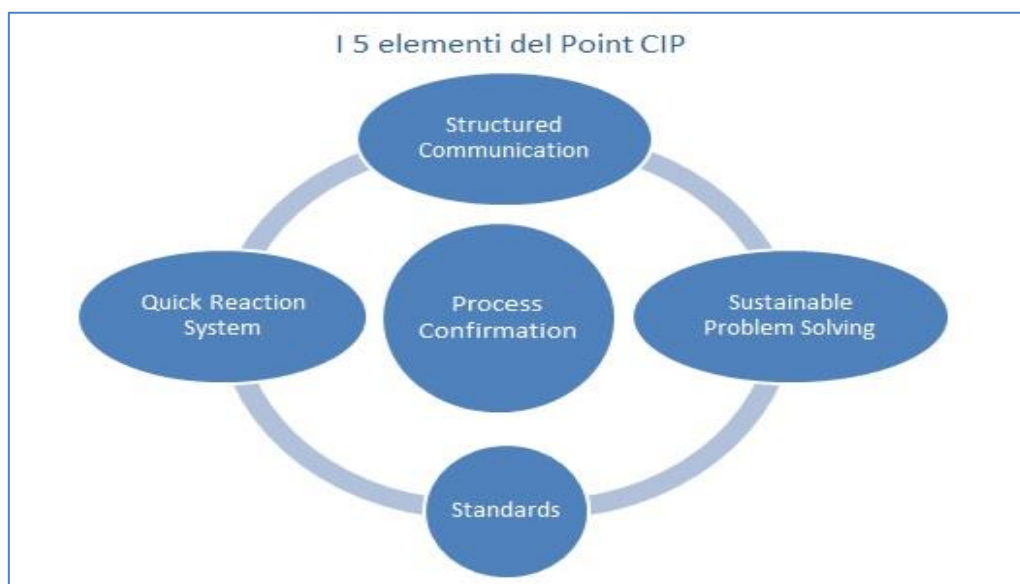 I 5 elementi del Point CIP
Structured
Communication
Quick Reaction
System
Process
Confirmation
Sustainable
Problem Solving
Standards